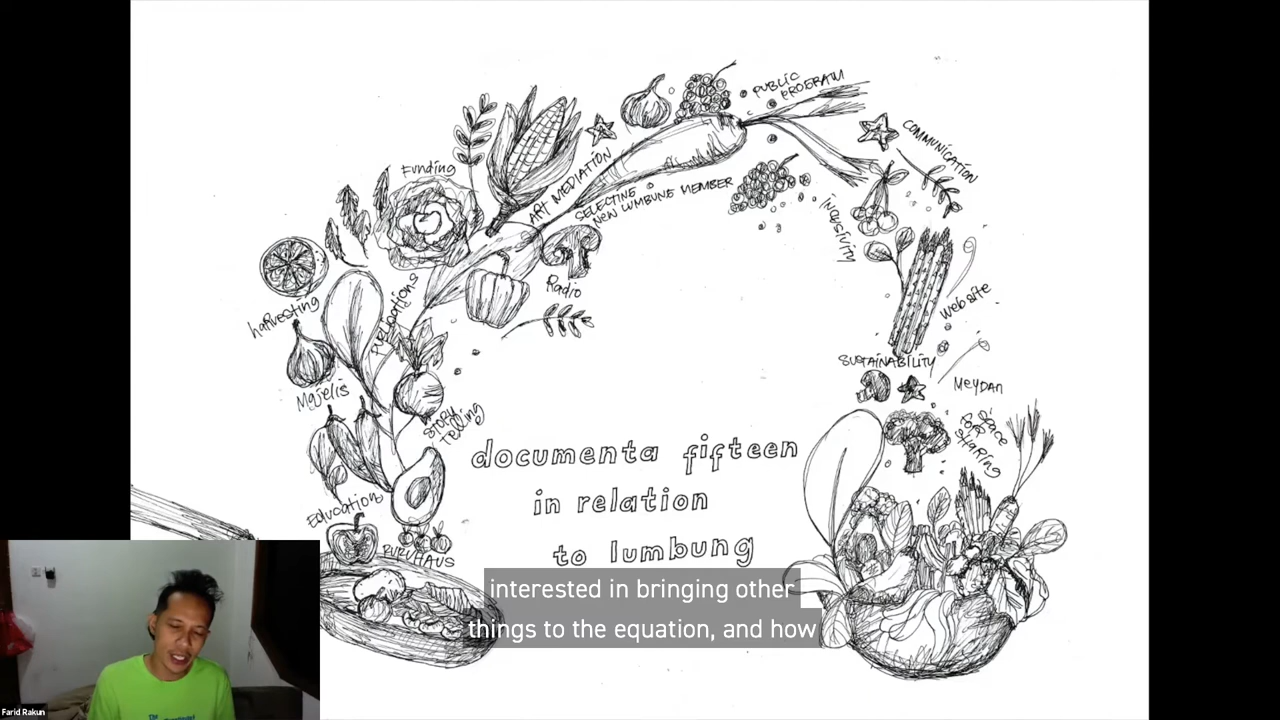 PUBLIC
PROGRAM
COMMUNICATION
Funding
ART MEDIATION
SELECTING
NEW LUMBUNG MEMBER
Radio
harvesting
PUBLICATIONS
website
SUSTAINABILITY
MEYDAN
Majelis
STORY
Telling
SPACE
FOR
SHARING
Education
RURUHAUS
documenta fifteen
in relation
to lumbung
interested in bringing other
things to the equation, and how
Farid Rakun